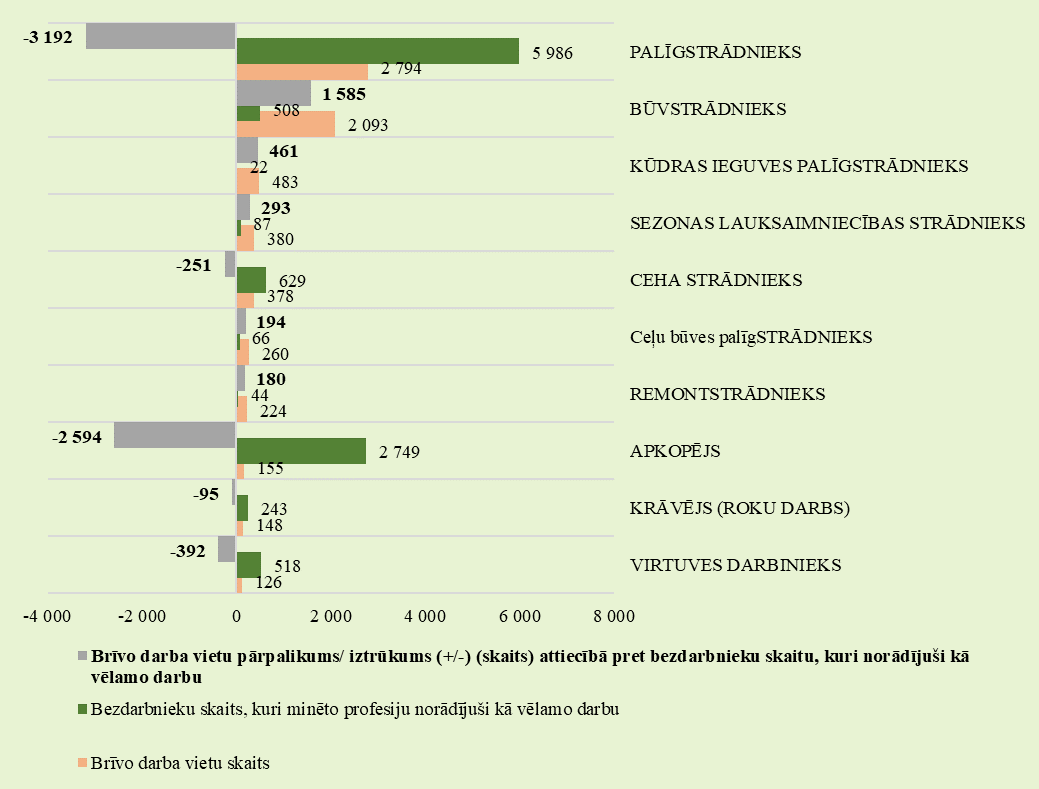 -3 192
5 986
2 794
PALĪGSTRĀDNIEKS
1 585
508
2 093
BŪVSTRĀDNIEKS
461
22
483
KŪDRAS IEGUVES PALĪGSTRĀDNIEKS
293
87
380
SEZONAS LAUKSAIMNIECĪBAS STRĀDNIEKS
-251
629
378
CEHA STRĀDNIEKS
194
66
260
Ceļu būves palīgSTRĀDNIEKS
180
44
224
REMONTSTRĀDNIEKS
-2 594
2 749
155
APKOPĒJS
-95
243
148
KRĀVĒJS (ROKU DARBS)
-392
518
126
VIRTUVES DARBINIEKS
-4 000 -2 000 0 2 000 4 000 6 000 8 000
Brīvo darba vietu pārpalikums/ iztrūkums (+/-) (skaits) attiecībā pret bezdarbnieku skaitu, kuri norādījuši kā
vēlamo darbu
Bezdarbnieku skaits, kuri minēto profesiju norādījuši kā vēlamo darbu
Brīvo darba vietu skaits